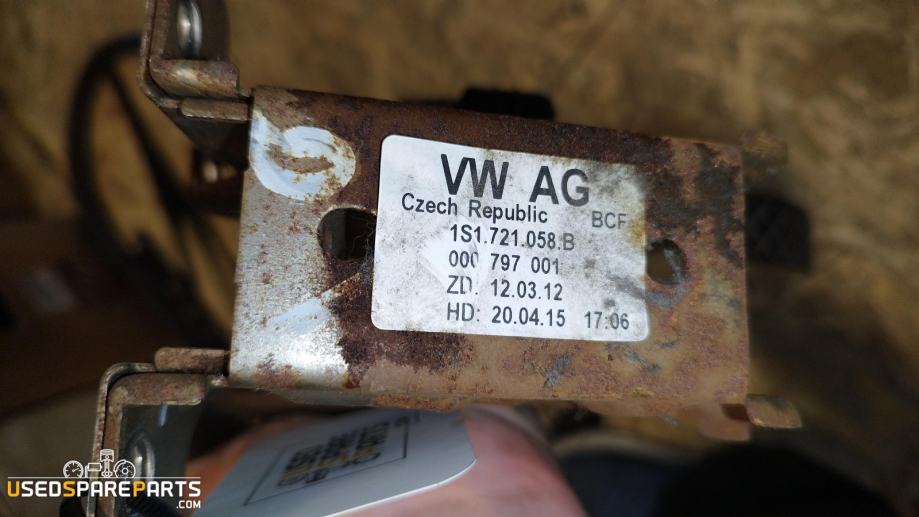 VW AG
Czech Republic BCF
1S1.721.058.B
000 797 001
ZD. 12.03.12
HD: 20.04.15 17:06
USEDSPAREPARTS
.COM